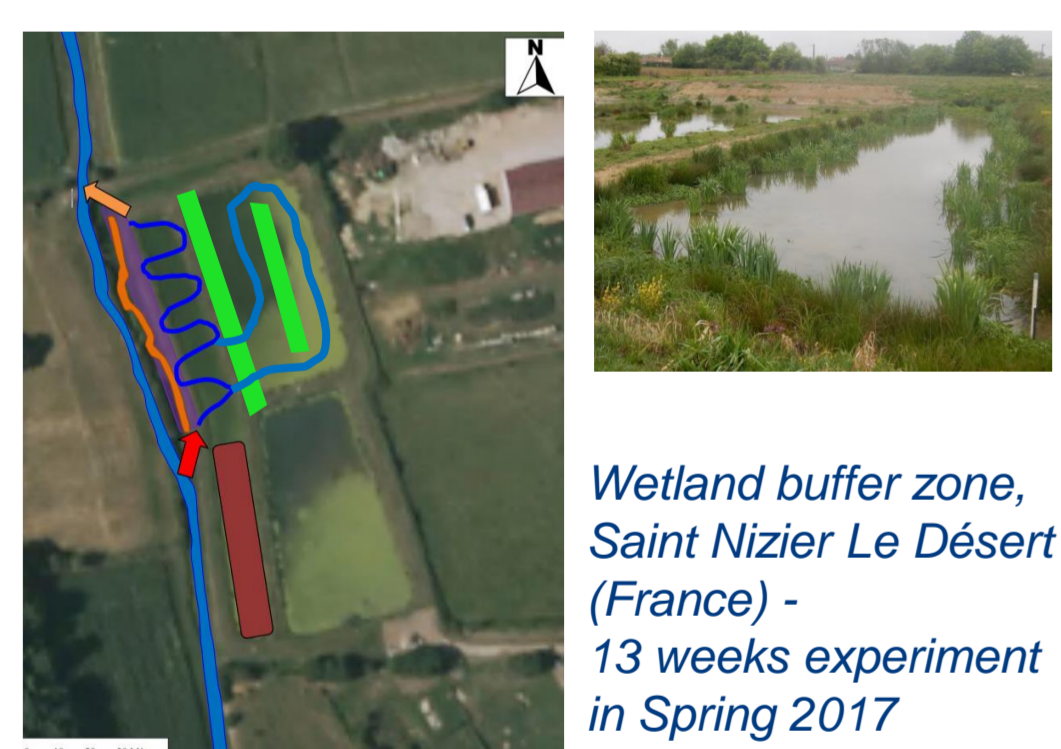 N
Wetland buffer zone,
Saint Nizier Le Désert
(France) -
13 weeks experiment
in Spring 2017